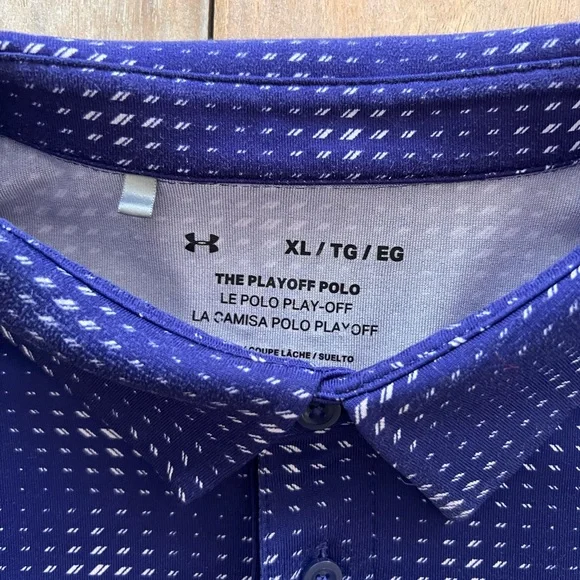 XL / TG / EG
THE PLAYOFF POLO
LE POLO PLAY-OFF
LA CAMISA POLO PLAYOFF
/ COUPE LÂCHE / SUELTO